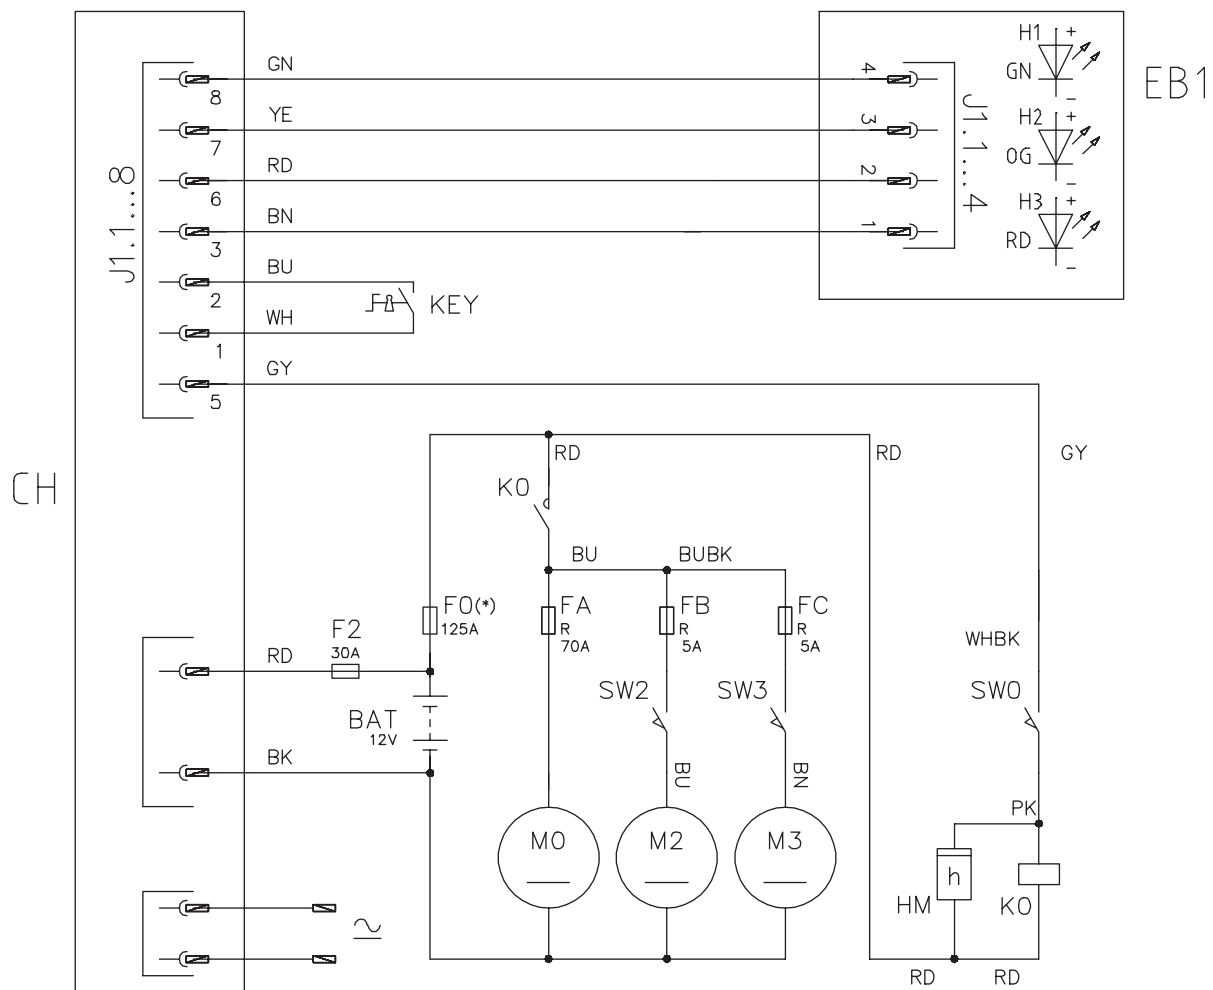 H1 +
GN
8
YE
7
RD
6
BN
3
BU
2
WH
1
GY
5
J1.1...8
CH
KEY
4
3
2
1
J1.1...4
GN
–
H2 +
OG
–
H3 +
RD
–
EB1
RD
RD
GY
K0
BU
BUBK
F0(*)
125A
FA
R
70A
FB
R
5A
FC
R
5A
F2
30A
RD
WHBK
SW2
SW3
SW0
BAT
12V
BK
BU
BN
PK
M0
M2
M3
h
HM
K0
RD
RD